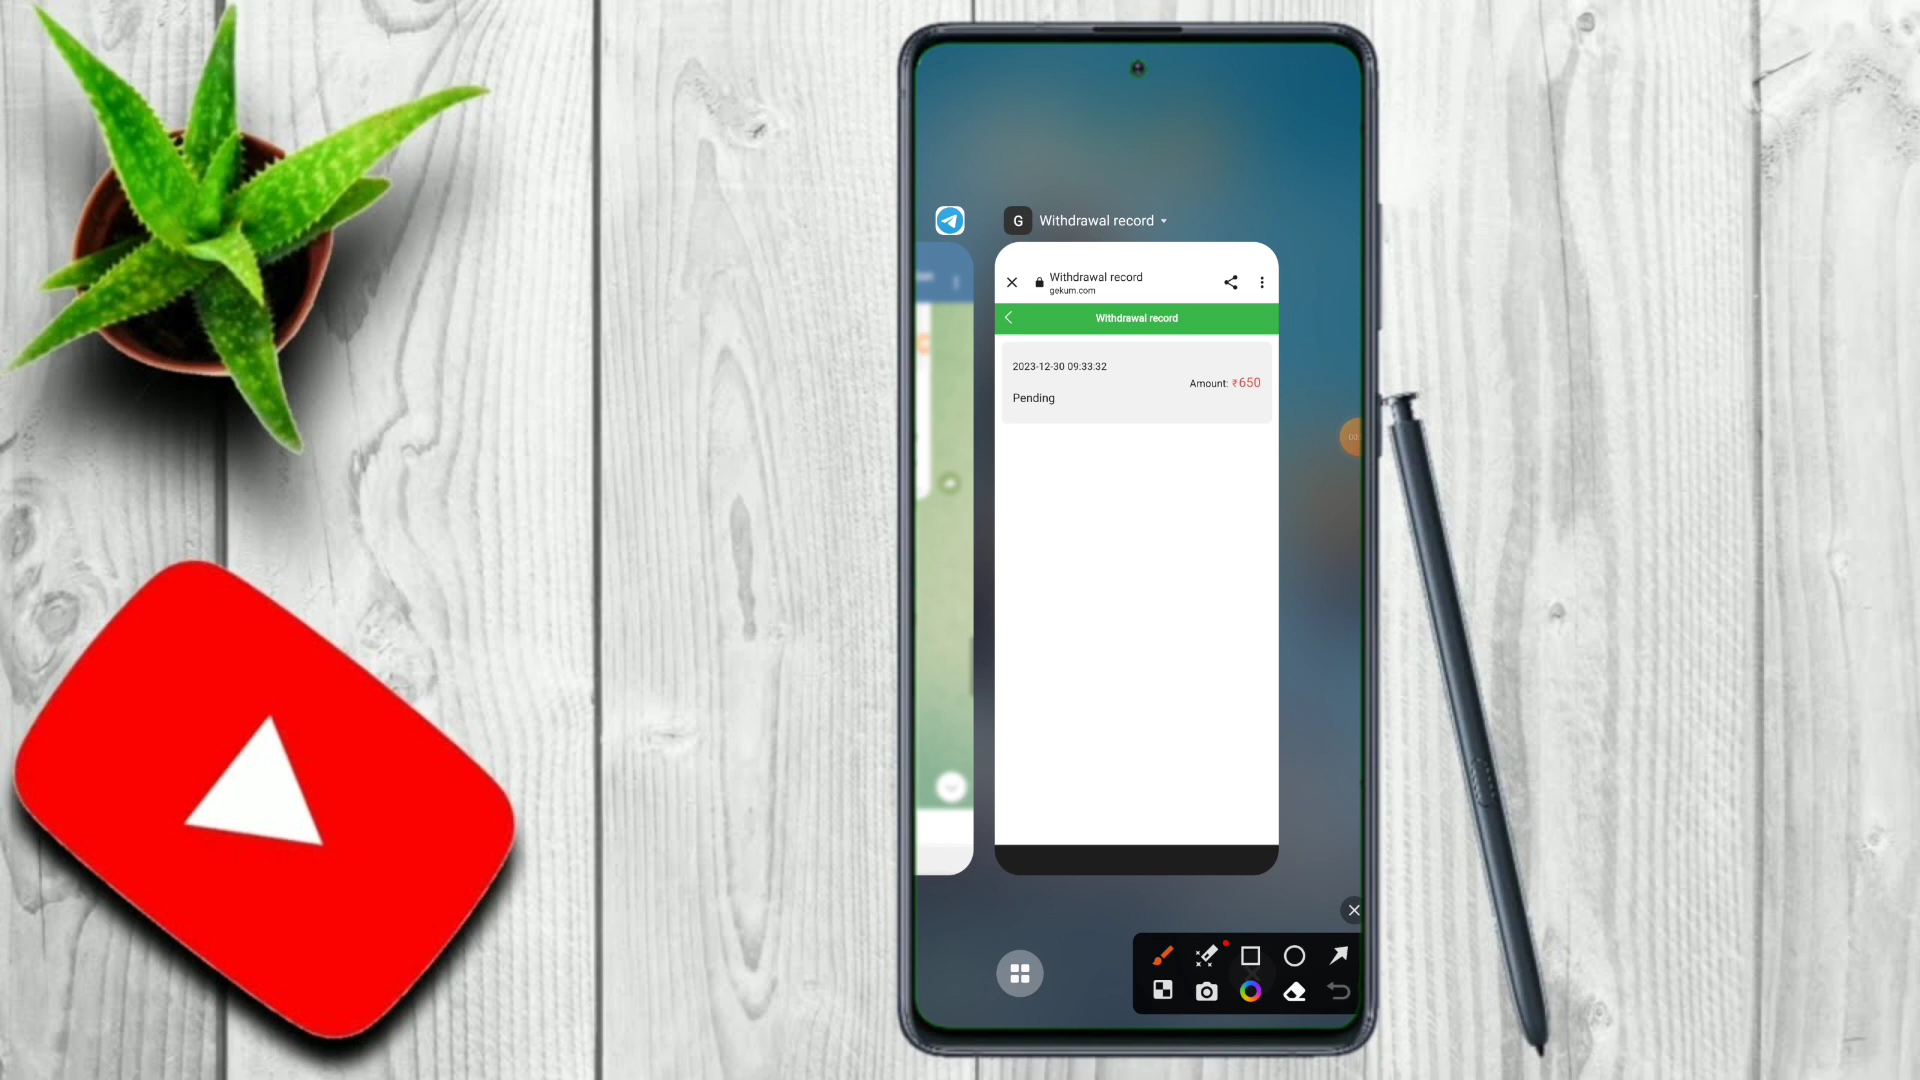 G Withdrawal record
Withdrawal record
gekum.com
Withdrawal record
2023-12-30 09:33:32
Amount: ₹650
Pending